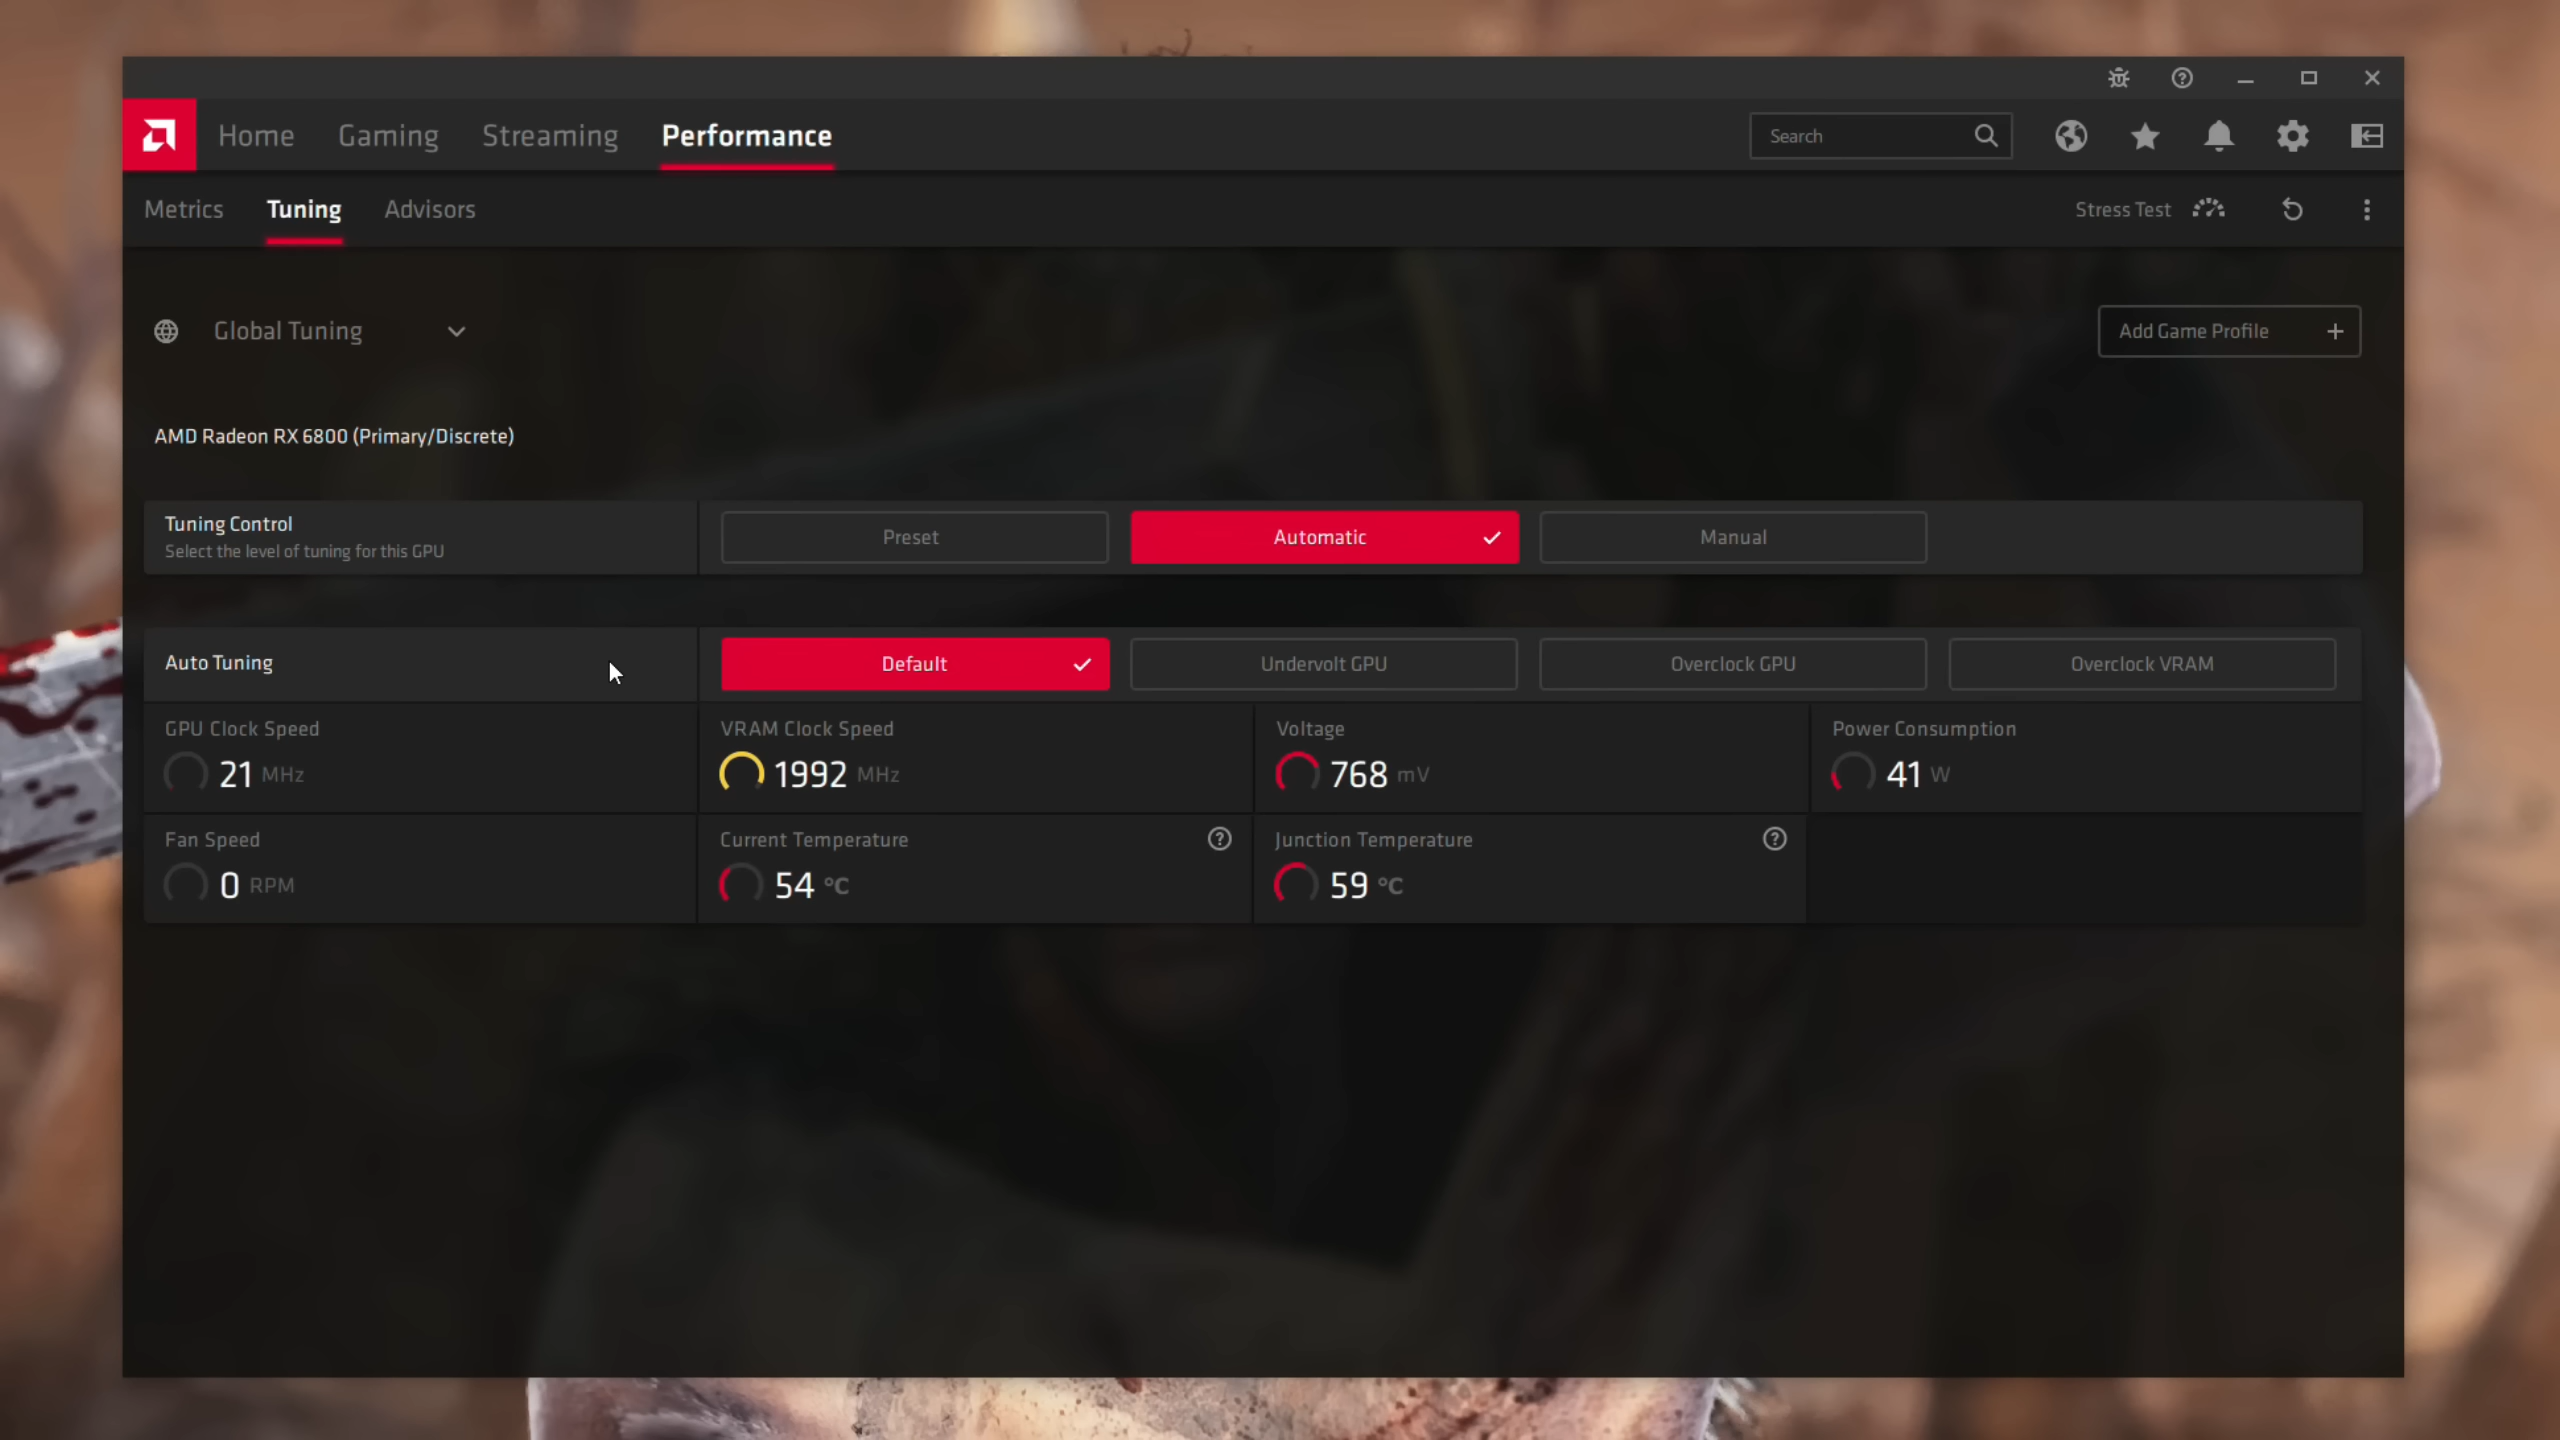 Home Gaming Streaming Performance Search
Metrics Tuning Advisors Stress Test
Global Tuning Add Game Profile
AMD Radeon RX 6800 (Primary/Discrete)
Tuning Control
Select the level of tuning for this GPU
Preset Automatic Manual
Auto Tuning Default Undervolt GPU Overclock GPU Overclock VRAM
GPU Clock Speed VRAM Clock Speed Voltage Power Consumption
21 MHz 1992 MHz 768 mV 41 W
Fan Speed Current Temperature Junction Temperature
0 RPM 54 °C 59 °C